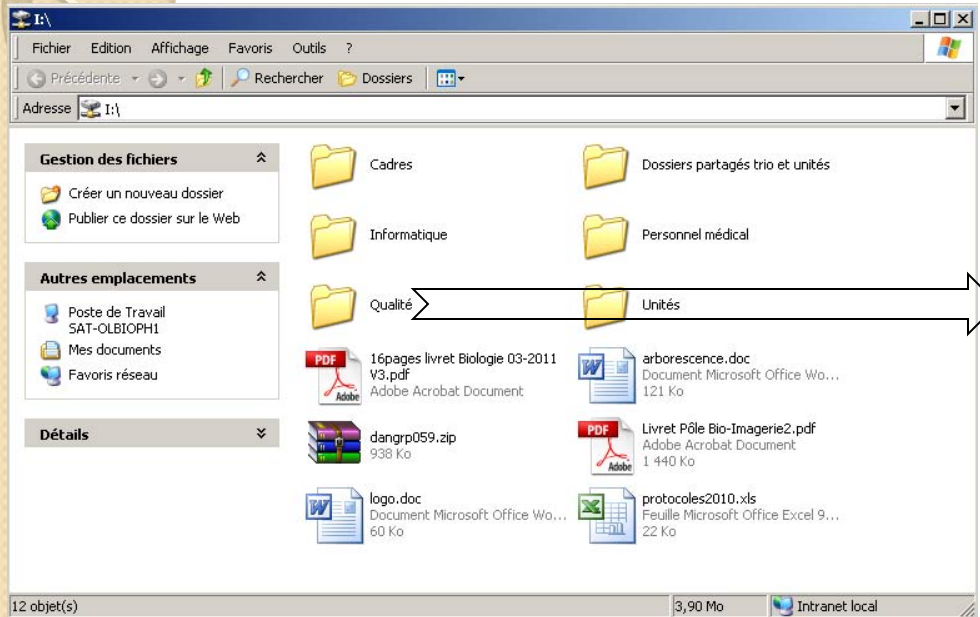 I:\
Fichier Edition Affichage Favoris Outils ?
Précédente Rechercher Dossiers
Adresse I:\
Gestion des fichiers
Créer un nouveau dossier
Publier ce dossier sur le Web
Autres emplacements
Poste de Travail
SAT-OLBIOPH1
Mes documents
Favoris réseau
Détails
Cadres
Dossiers partagés trio et unités
Informatique
Personnel médical
Qualité
Unités
PDF
Adobe
16pages livret Biologie 03-2011
V3.pdf
Adobe Acrobat Document
W
arborescence.doc
Document Microsoft Office Wo...
121 Ko
dangrp059.zip
938 Ko
PDF
Adobe
Livret Pôle Bio-Imagerie2.pdf
Adobe Acrobat Document
1 440 Ko
W
logo.doc
Document Microsoft Office Wo...
60 Ko
X
protocoles2010.xls
Feuille Microsoft Office Excel 9...
22 Ko
12 objet(s)
3,90 Mo
Intranet local